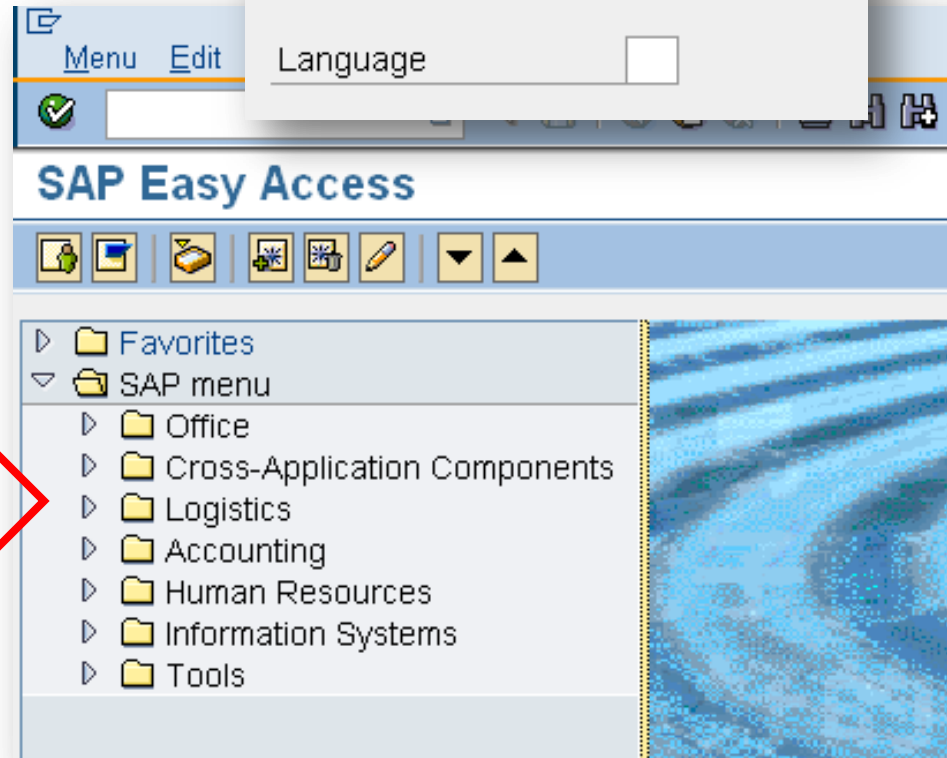 Menu Edit
Language
SAP Easy Access
Favorites
SAP menu
Office
Cross-Application Components
Logistics
Accounting
Human Resources
Information Systems
Tools